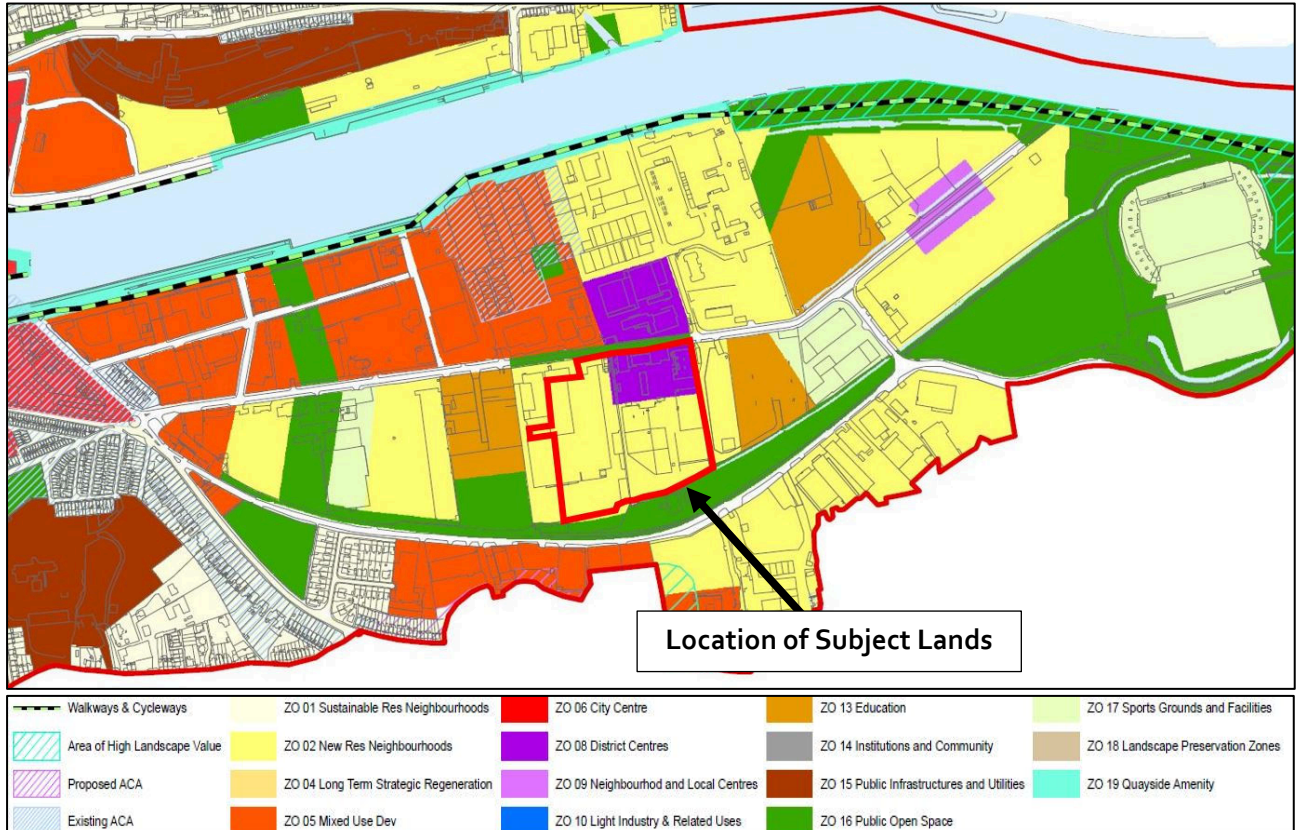 Location of Subject Lands
Walkways & Cycleways
Area of High Landscape Value
Proposed ACA
Existing ACA
ZO 01 Sustainable Res Neighbourhoods
ZO 02 New Res Neighbourhoods
ZO 04 Long Term Strategic Regeneration
ZO 05 Mixed Use Dev
ZO 06 City Centre
ZO 08 District Centres
ZO 09 Neighbourhod and Local Centres
ZO 10 Light Industry & Related Uses
ZO 13 Education
ZO 14 Institutions and Community
ZO 15 Public Infrastructures and Utilities
ZO 16 Public Open Space
ZO 17 Sports Grounds and Facilities
ZO 18 Landscape Preservation Zones
ZO 19 Quayside Amenity